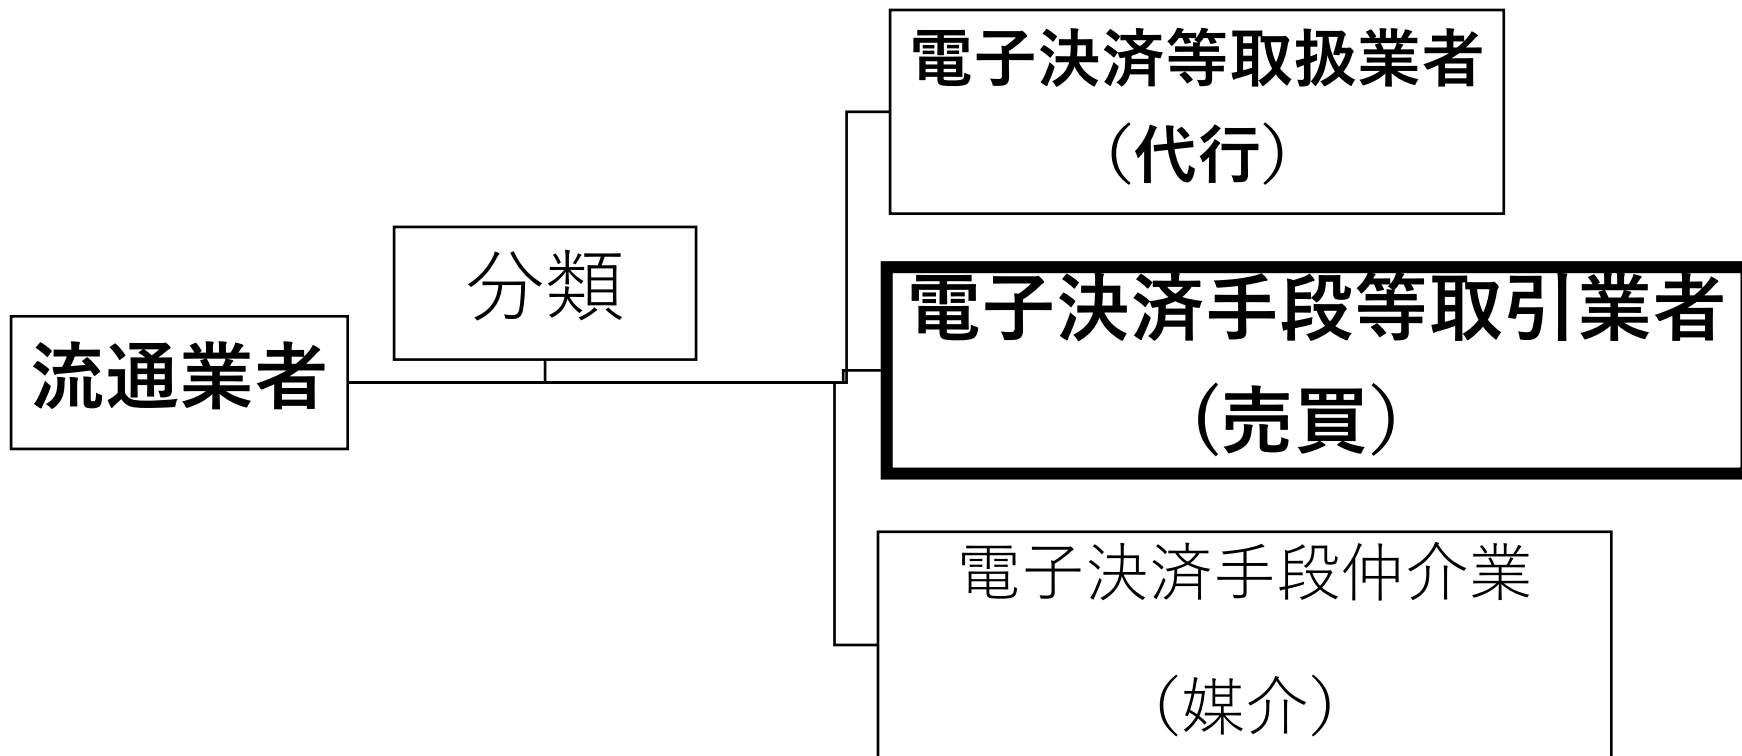 流通業者
分類
電子決済等取扱業者
（代行）
電子決済手段等取引業者
（売買）
電子決済手段仲介業
（媒介）